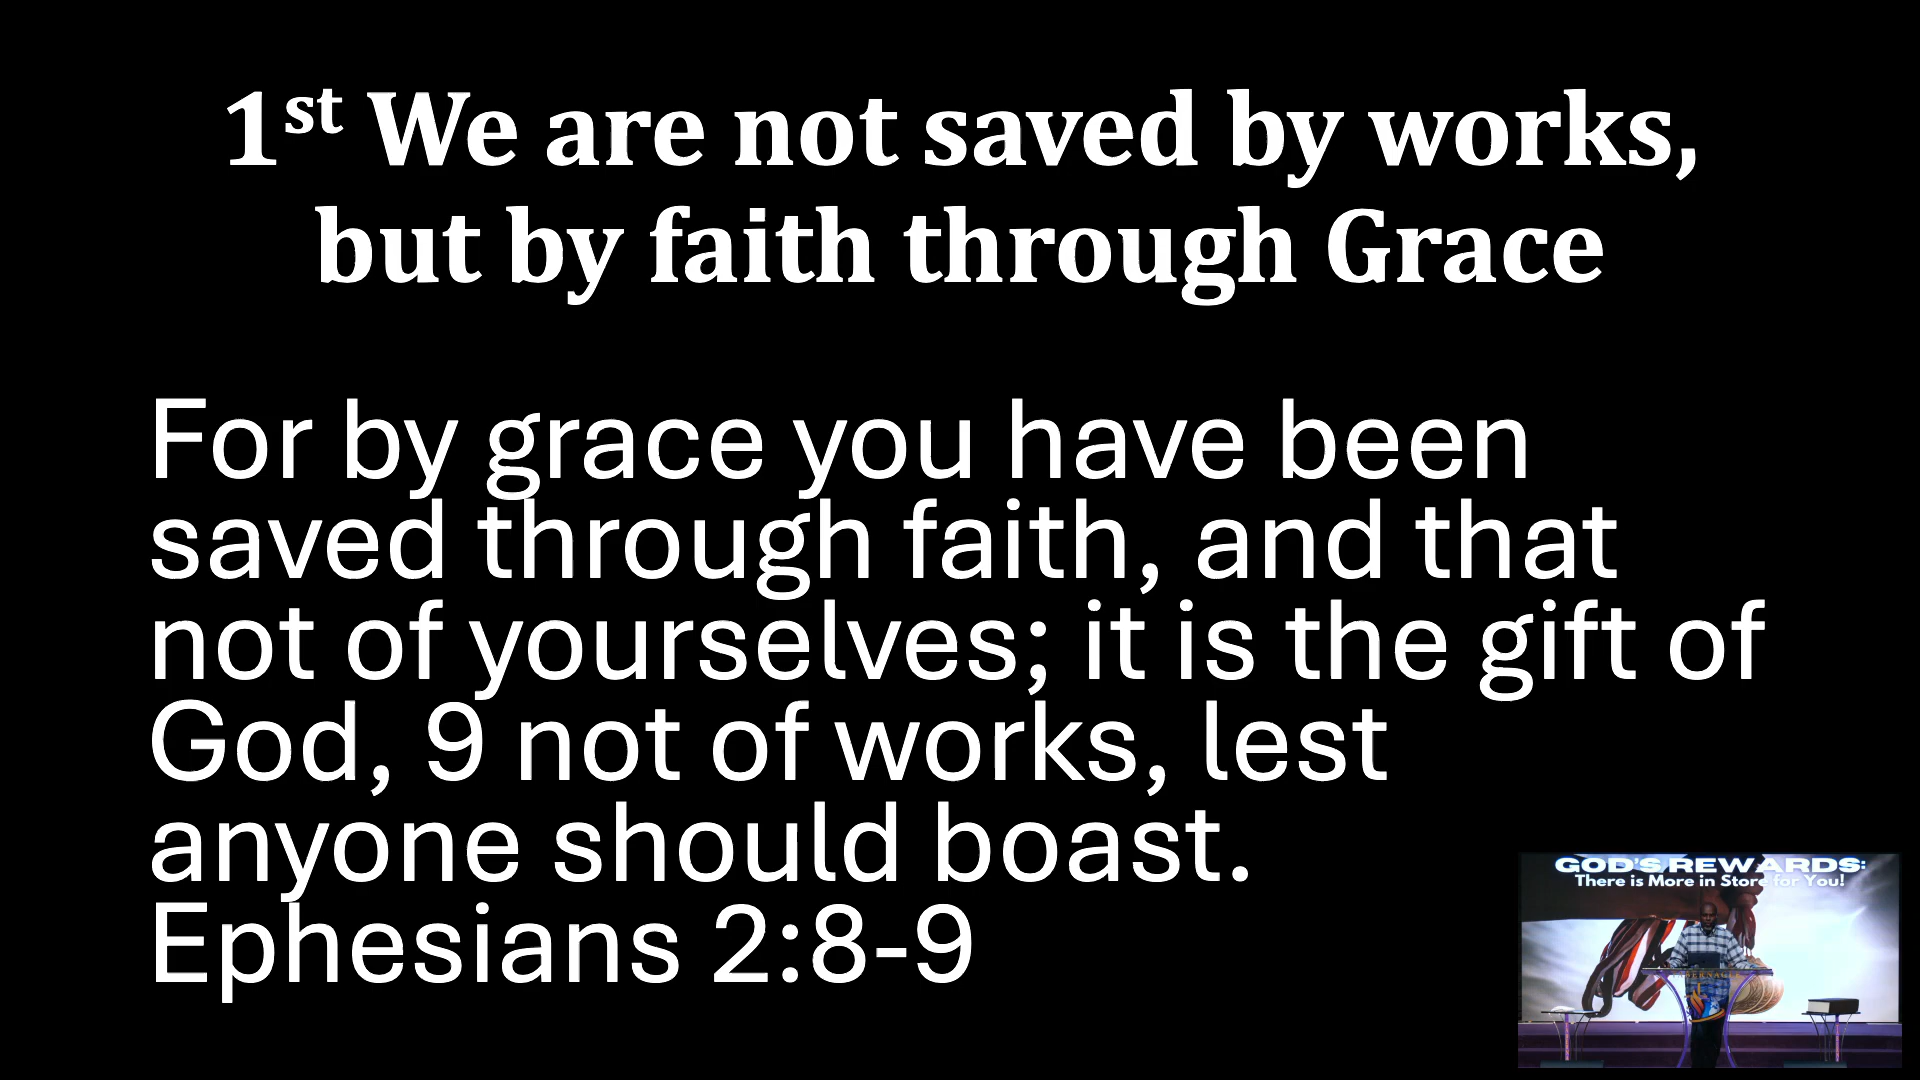 1st We are not saved by works,
but by faith through Grace
For by grace you have been
saved through faith, and that
not of yourselves; it is the gift of
God, 9 not of works, lest
anyone should boast.
Ephesians 2:8-9
GOD'S REWARDS:
There is More in Store for You!